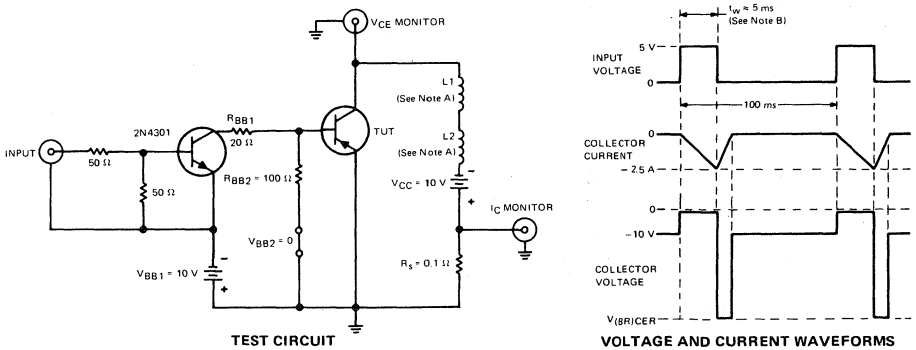 V_CE MONITOR
L1
(See Note A)
2N4301
R_BB1
20 Ω
TUT
L2
(See Note A)
INPUT
50 Ω
R_BB2 = 100 Ω
V_CC = 10 V
−
+
50 Ω
I_C MONITOR
V_BB2 = 0
R_s = 0.1 Ω
V_BB1 = 10 V
−
+
TEST CIRCUIT
t_w ≈ 5 ms
(See Note B)
5 V
INPUT
VOLTAGE
0
100 ms
0
COLLECTOR
CURRENT
−2.5 A
0
−10 V
COLLECTOR
VOLTAGE
V(BR)CER
VOLTAGE AND CURRENT WAVEFORMS